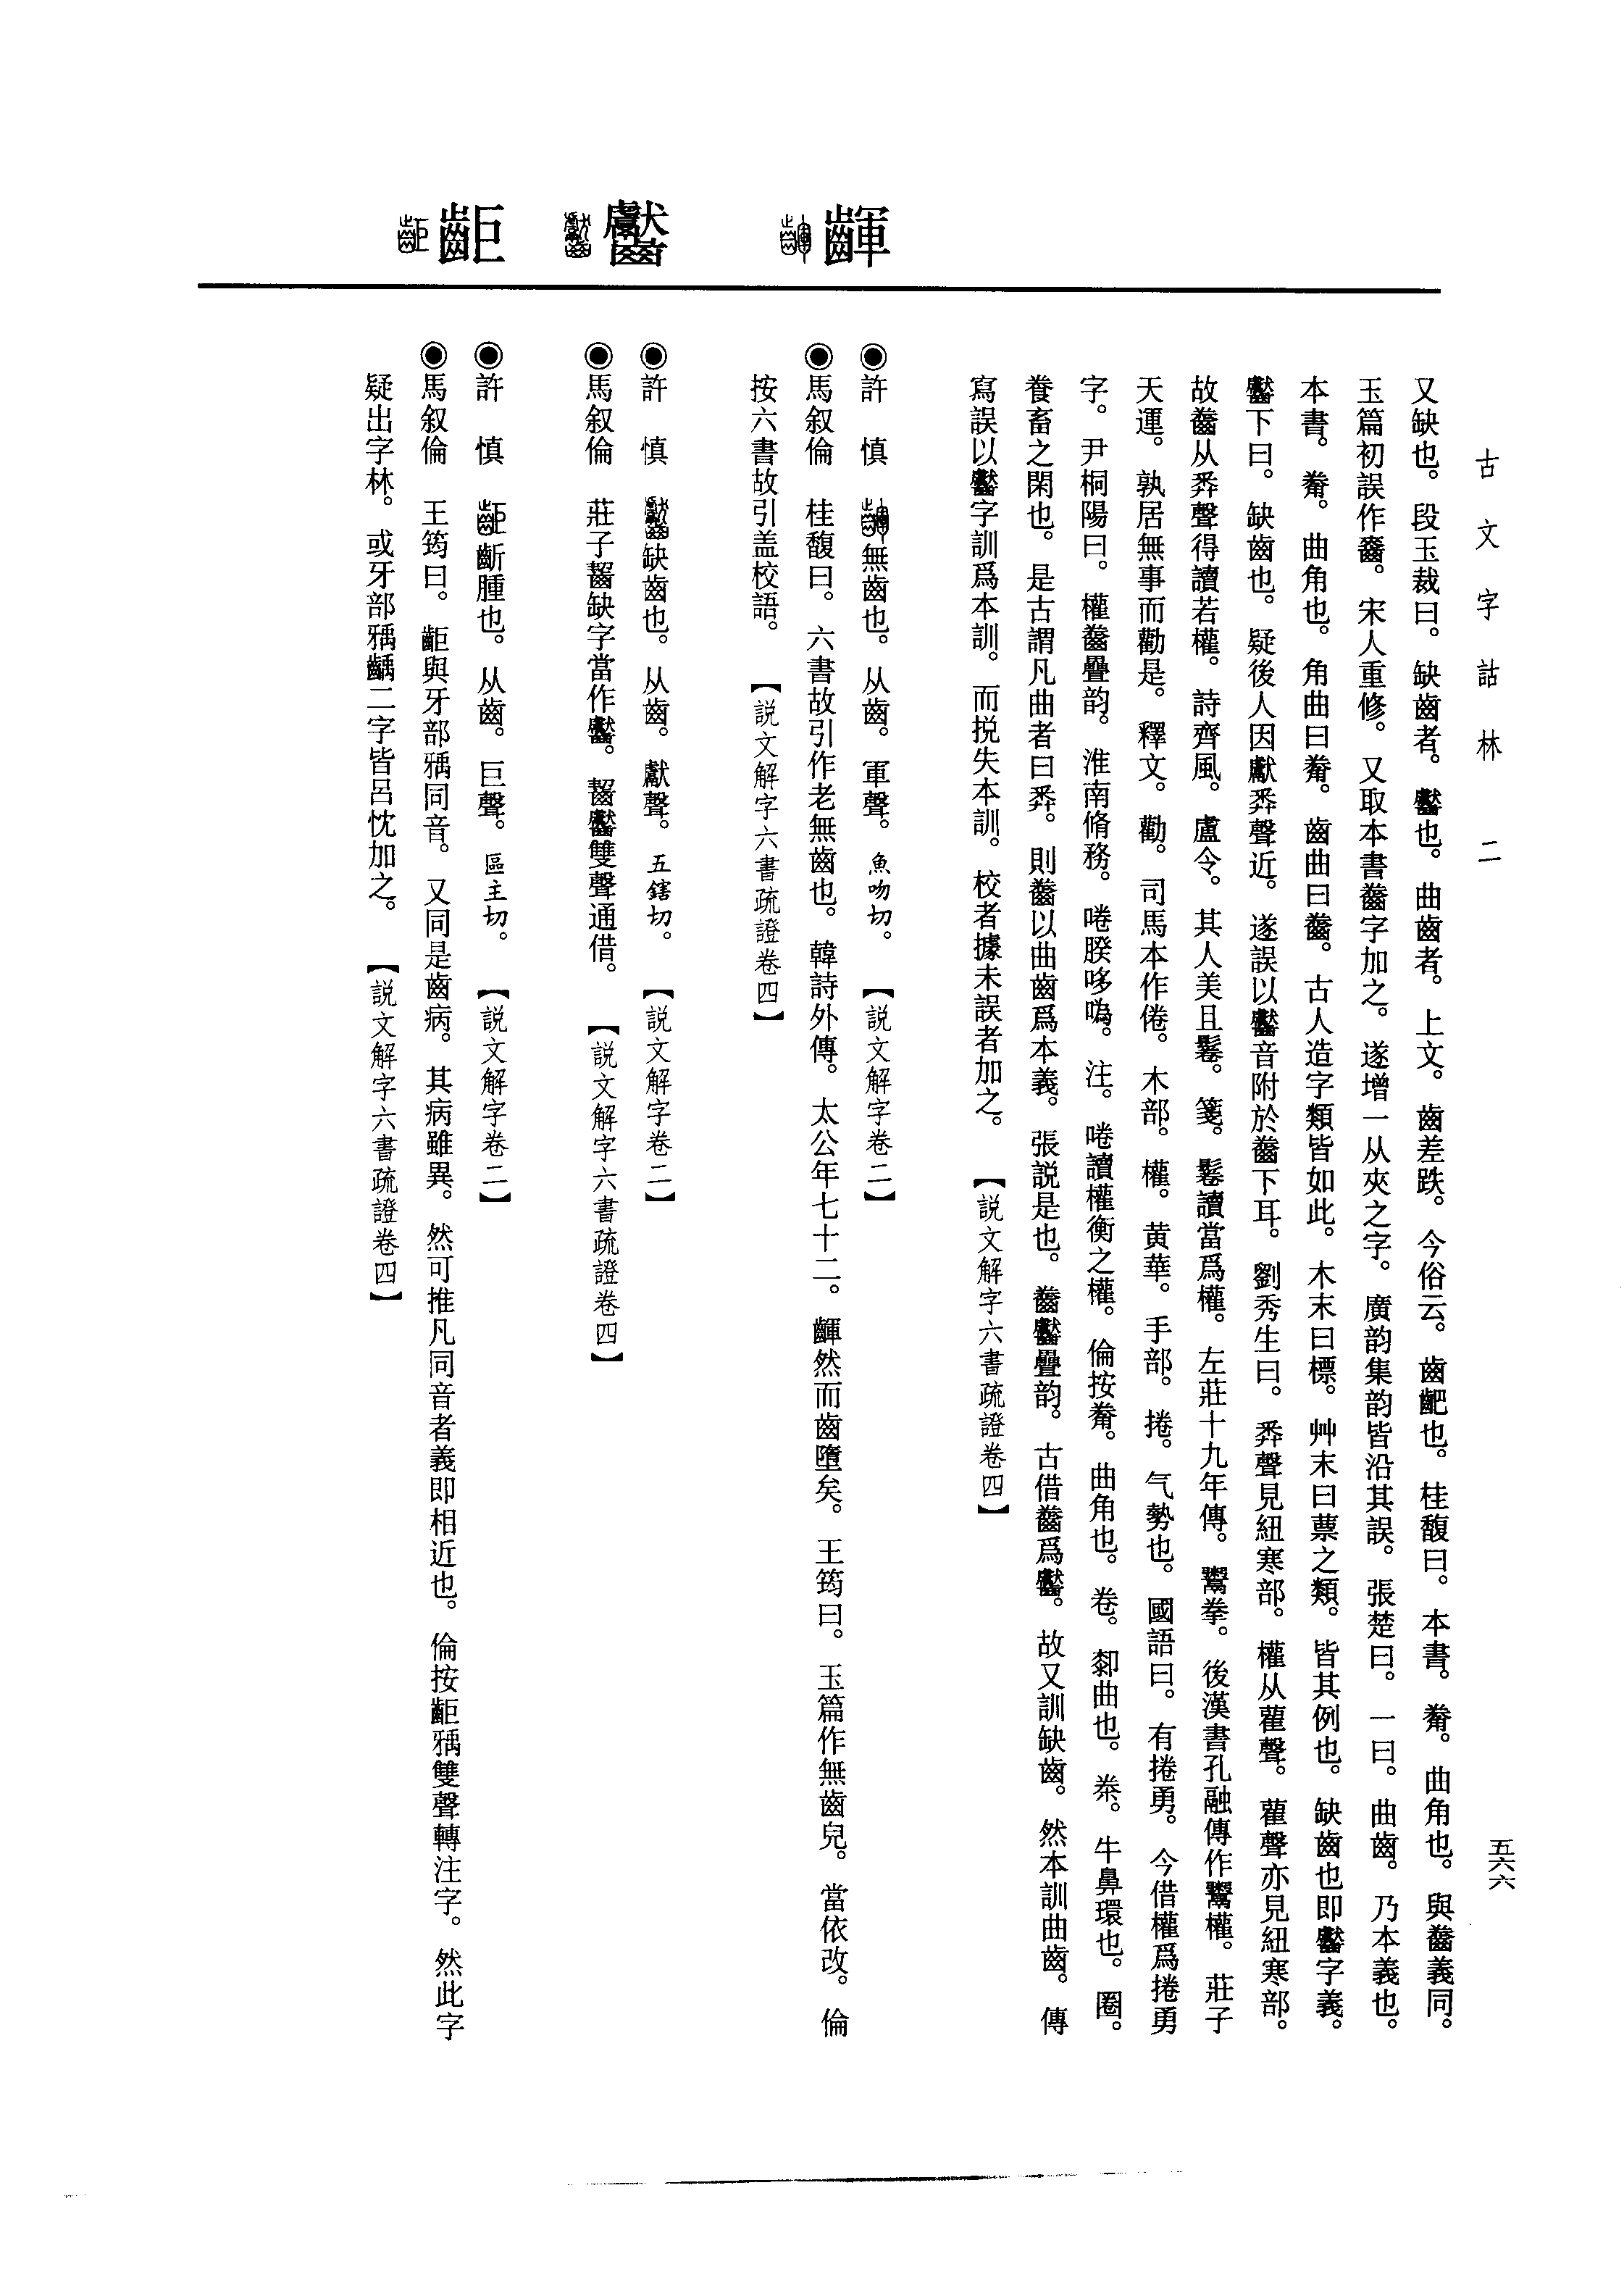 古文字詁林 二
五六六
又缺也。段玉裁曰。缺齒者。齾也。曲齒者。上文。齒差跌。今俗云。齒齙也。桂馥曰。本書。觠。曲角也。與齤義同。
玉篇初誤作𪘏。宋人重修。又取本書齤字加之。遂增一从夾之字。廣韵集韵皆沿其誤。張楚曰。一曰。曲齒。乃本義也。
本書。觠。曲角也。角曲曰觠。齒曲曰齤。古人造字類皆如此。木末曰標。艸末曰蔈之類。皆其例也。缺齒也即齾字義。
齾下曰。缺齒也。疑後人因獻𢍏聲近。遂誤以齾音附於齤下耳。劉秀生曰。𢍏聲見紐寒部。權从雚聲。雚聲亦見紐寒部。
故齤从𢍏聲得讀若權。詩齊風。盧令。其人美且鬈。箋。鬈讀當爲權。左莊十九年傳。鬻拳。後漢書孔融傳作鬻權。莊子
天運。孰居無事而勸是。釋文。勸。司馬本作倦。木部。權。黃華。手部。捲。气勢也。國語曰。有捲勇。今借權爲捲勇
字。尹桐陽曰。權齤疊韵。淮南脩務。啳睽哆噅。注。啳讀權衡之權。倫按觠。曲角也。卷。厀曲也。桊。牛鼻環也。圈。
養畜之閑也。是古謂凡曲者曰𢍏。則齤以曲齒爲本義。張説是也。齤齾疊韵。古借齤爲齾。故又訓缺齒。然本訓曲齒。傳
寫誤以齾字訓爲本訓。而捝失本訓。校者據未誤者加之。【説文解字六書疏證卷四】
齳
◉許 慎 無齒也。从齒。軍聲。魚吻切。【説文解字卷二】
◉馬叙倫 桂馥曰。六書故引作老無齒也。韓詩外傳。太公年七十二。齳然而齒墮矣。王筠曰。玉篇作無齒皃。當依改。倫
按六書故引盖校語。【説文解字六書疏證卷四】
齾
◉許 慎 缺齒也。从齒。獻聲。五鎋切。【説文解字卷二】
◉馬叙倫 莊子齧缺字當作齾。齧齾雙聲通借。【説文解字六書疏證卷四】
齟
◉許 慎 齗腫也。从齒。巨聲。區主切。【説文解字卷二】
◉馬叙倫 王筠曰。䶙與牙部㺄同音。又同是齒病。其病雖異。然可推凡同音者義即相近也。倫按䶙㺄雙聲轉注字。然此字
疑出字林。或牙部㺄齲二字皆呂忱加之。【説文解字六書疏證卷四】